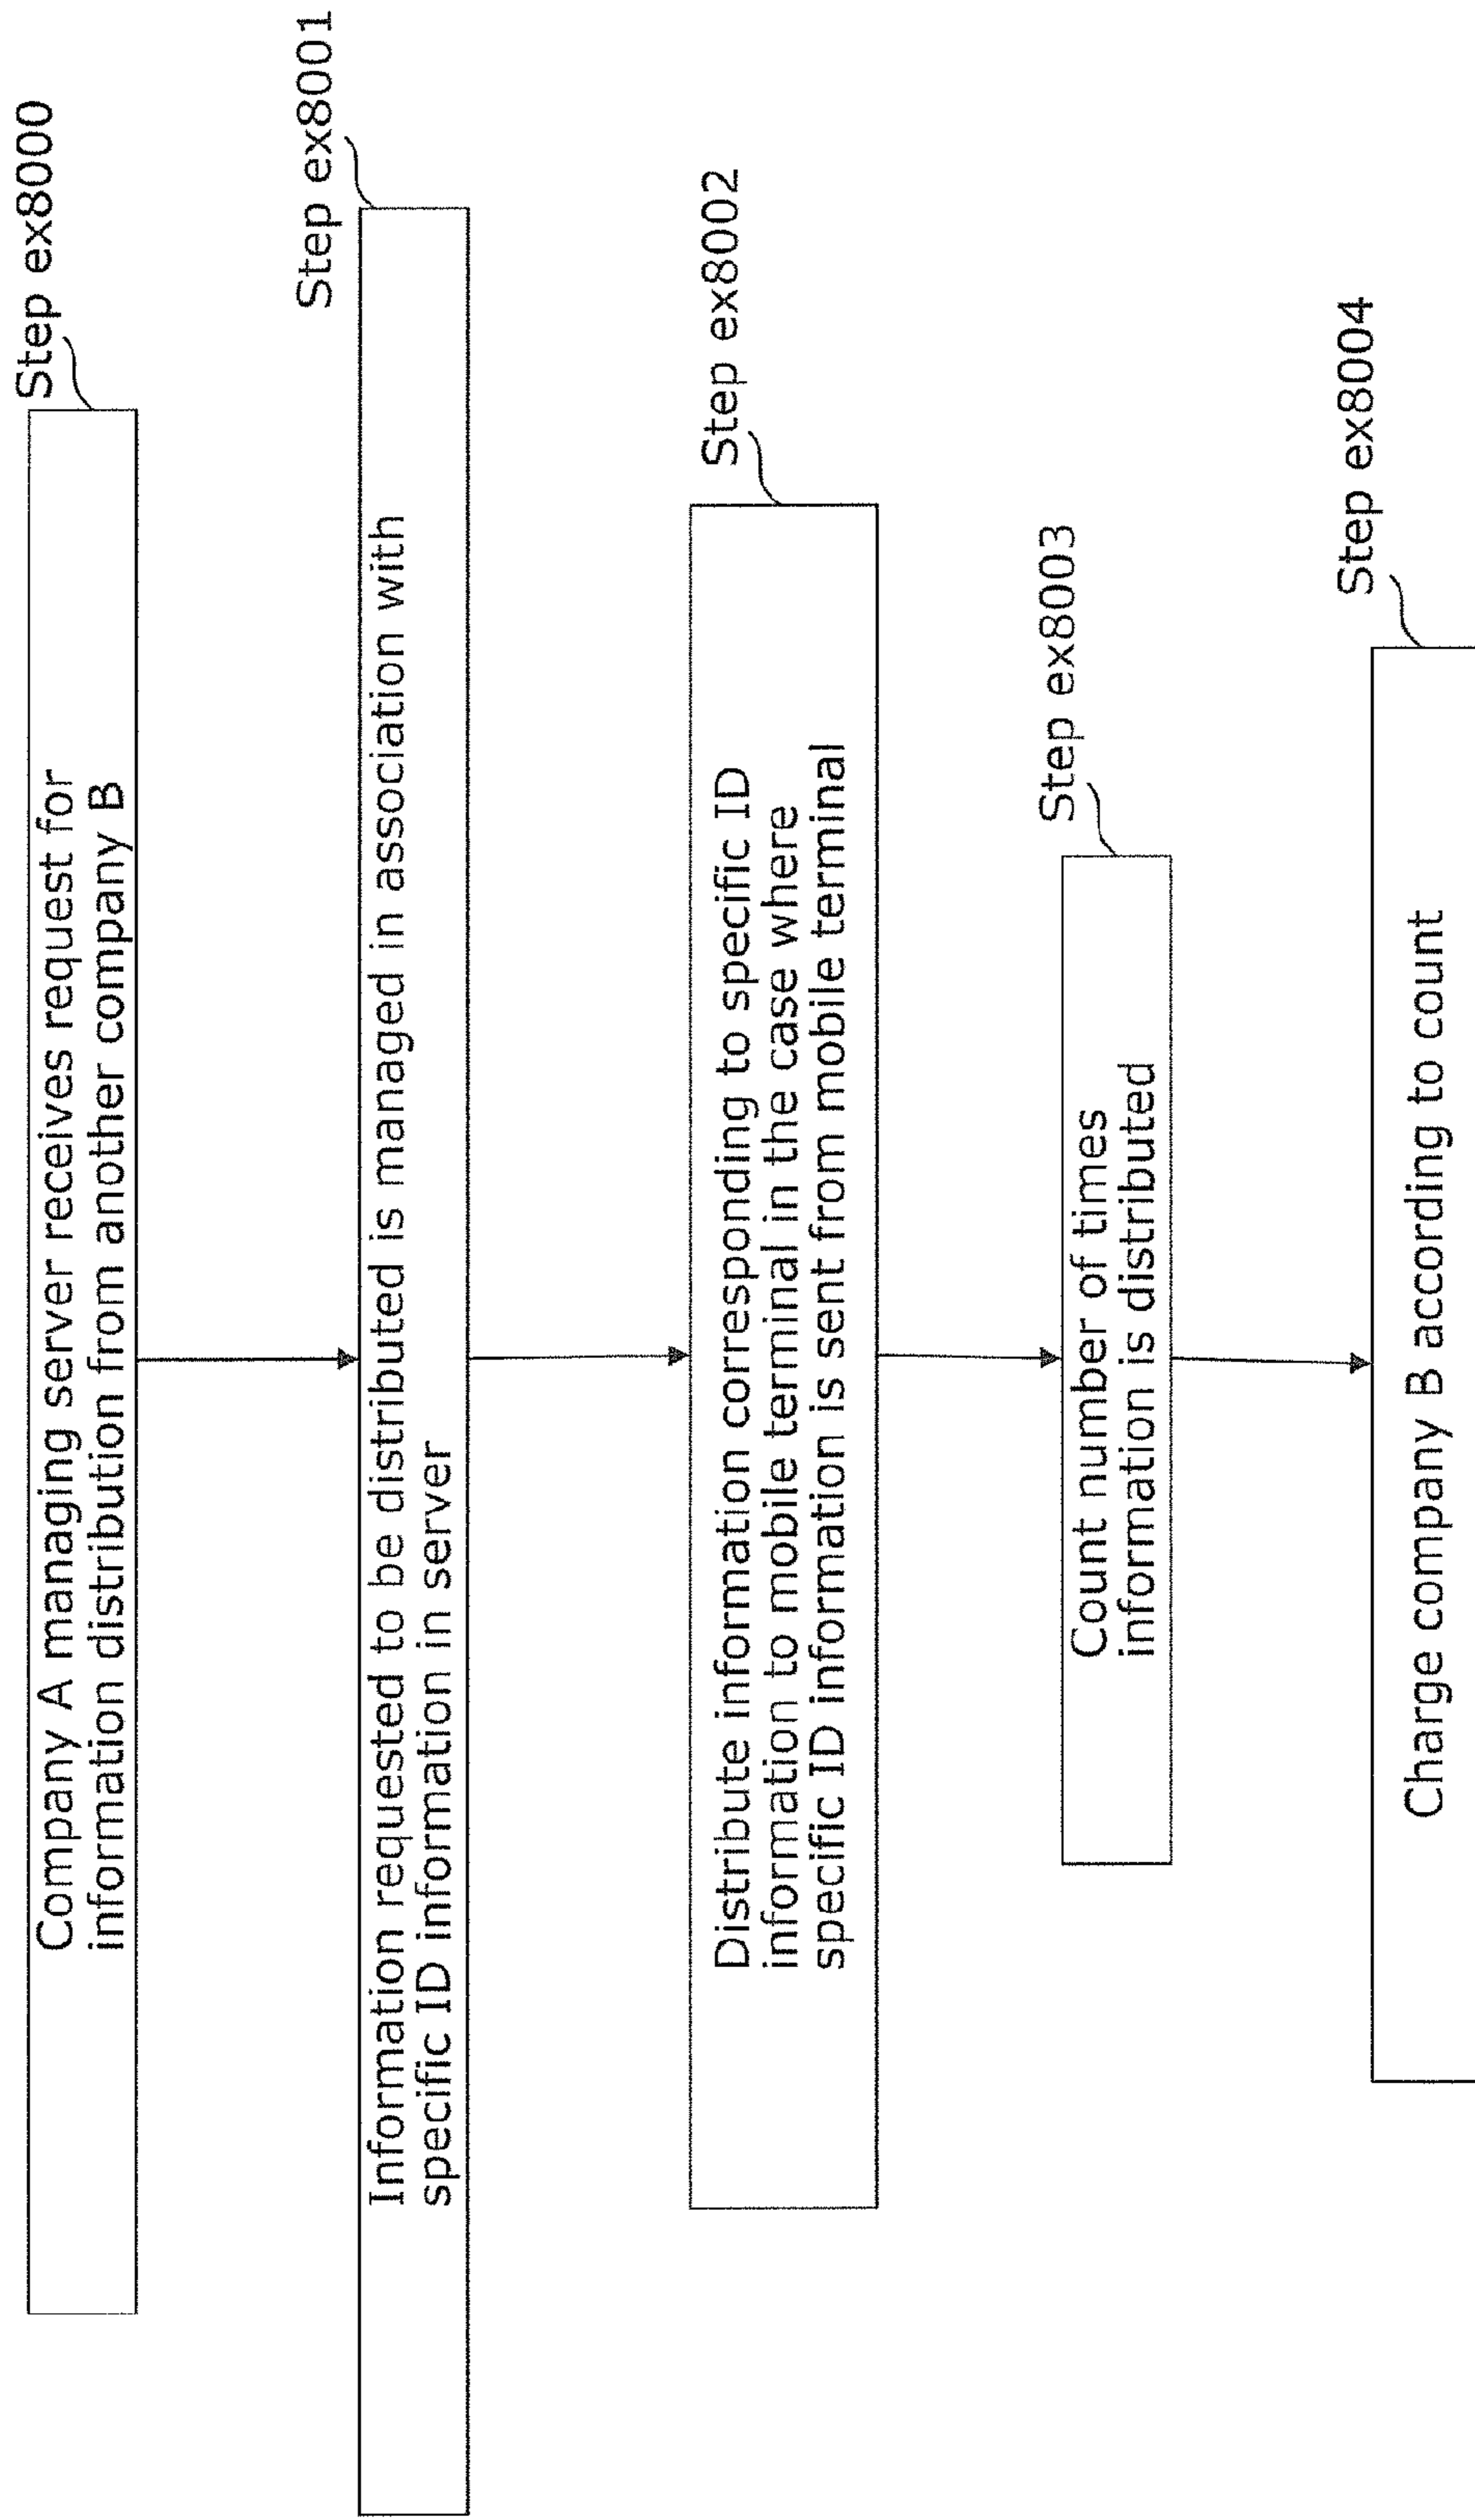 Step ex8000
Company A managing server receives request for
information distribution from another company B
Step ex8001
Information requested to be distributed is managed in association with
specific ID information in server
Step ex8002
Distribute information corresponding to specific ID
information to mobile terminal in the case where
specific ID information is sent from mobile terminal
Step ex8003
Count number of times
information is distributed
Step ex8004
Charge company B according to count